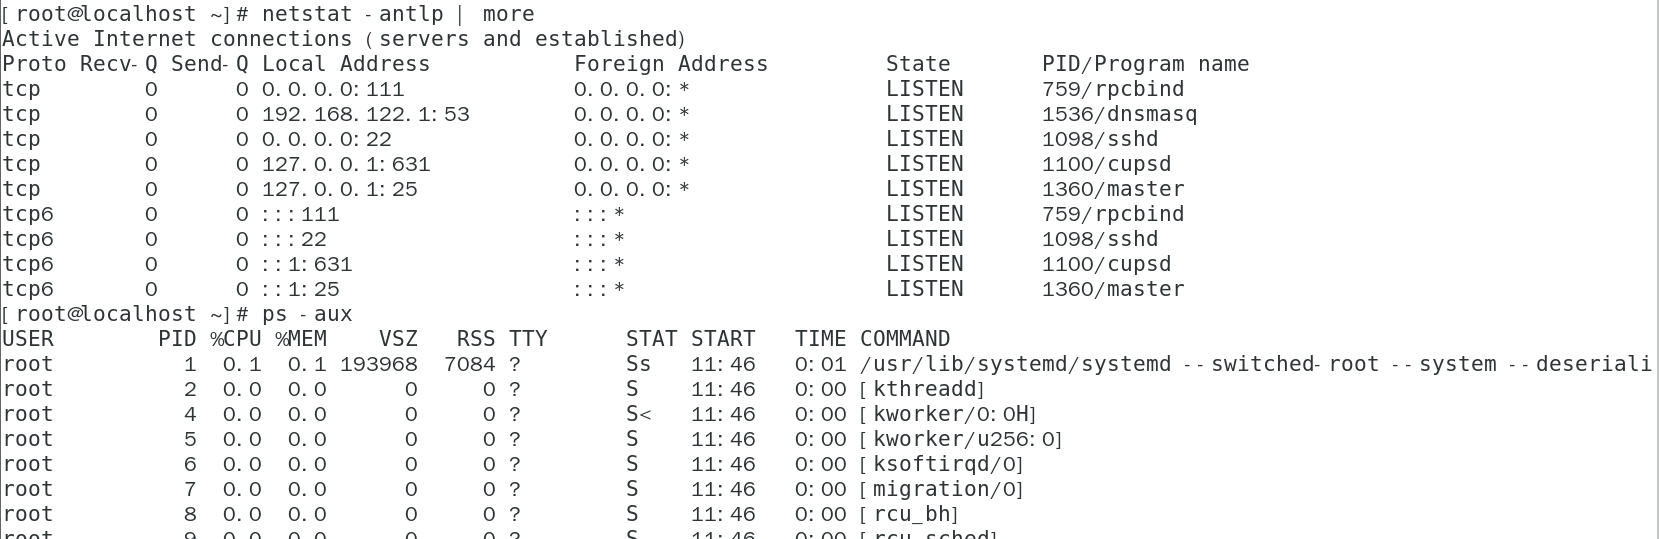 [root@localhost ~]# netstat -antlp | more
Active Internet connections (servers and established)
Proto Recv-Q Send-Q Local Address           Foreign Address         State       PID/Program name
tcp        0      0 0.0.0.0:111             0.0.0.0:*               LISTEN      759/rpcbind
tcp        0      0 192.168.122.1:53        0.0.0.0:*               LISTEN      1536/dnsmasq
tcp        0      0 0.0.0.0:22              0.0.0.0:*               LISTEN      1098/sshd
tcp        0      0 127.0.0.1:631           0.0.0.0:*               LISTEN      1100/cupsd
tcp        0      0 127.0.0.1:25            0.0.0.0:*               LISTEN      1360/master
tcp6       0      0 :::111                  :::*                    LISTEN      759/rpcbind
tcp6       0      0 :::22                   :::*                    LISTEN      1098/sshd
tcp6       0      0 ::1:631                 :::*                    LISTEN      1100/cupsd
tcp6       0      0 ::1:25                  :::*                    LISTEN      1360/master
[root@localhost ~]# ps -aux
USER        PID %CPU %MEM    VSZ   RSS TTY      STAT START   TIME COMMAND
root          1  0.1  0.1 193968  7084 ?        Ss   11:46   0:01 /usr/lib/systemd/systemd --switched-root --system --deseriali
root          2  0.0  0.0      0     0 ?        S    11:46   0:00 [kthreadd]
root          4  0.0  0.0      0     0 ?        S<   11:46   0:00 [kworker/0:0H]
root          5  0.0  0.0      0     0 ?        S    11:46   0:00 [kworker/u256:0]
root          6  0.0  0.0      0     0 ?        S    11:46   0:00 [ksoftirqd/0]
root          7  0.0  0.0      0     0 ?        S    11:46   0:00 [migration/0]
root          8  0.0  0.0      0     0 ?        S    11:46   0:00 [rcu_bh]
root          9  0.0  0.0      0     0 ?        S    11:46   0:00 [rcu_sched]